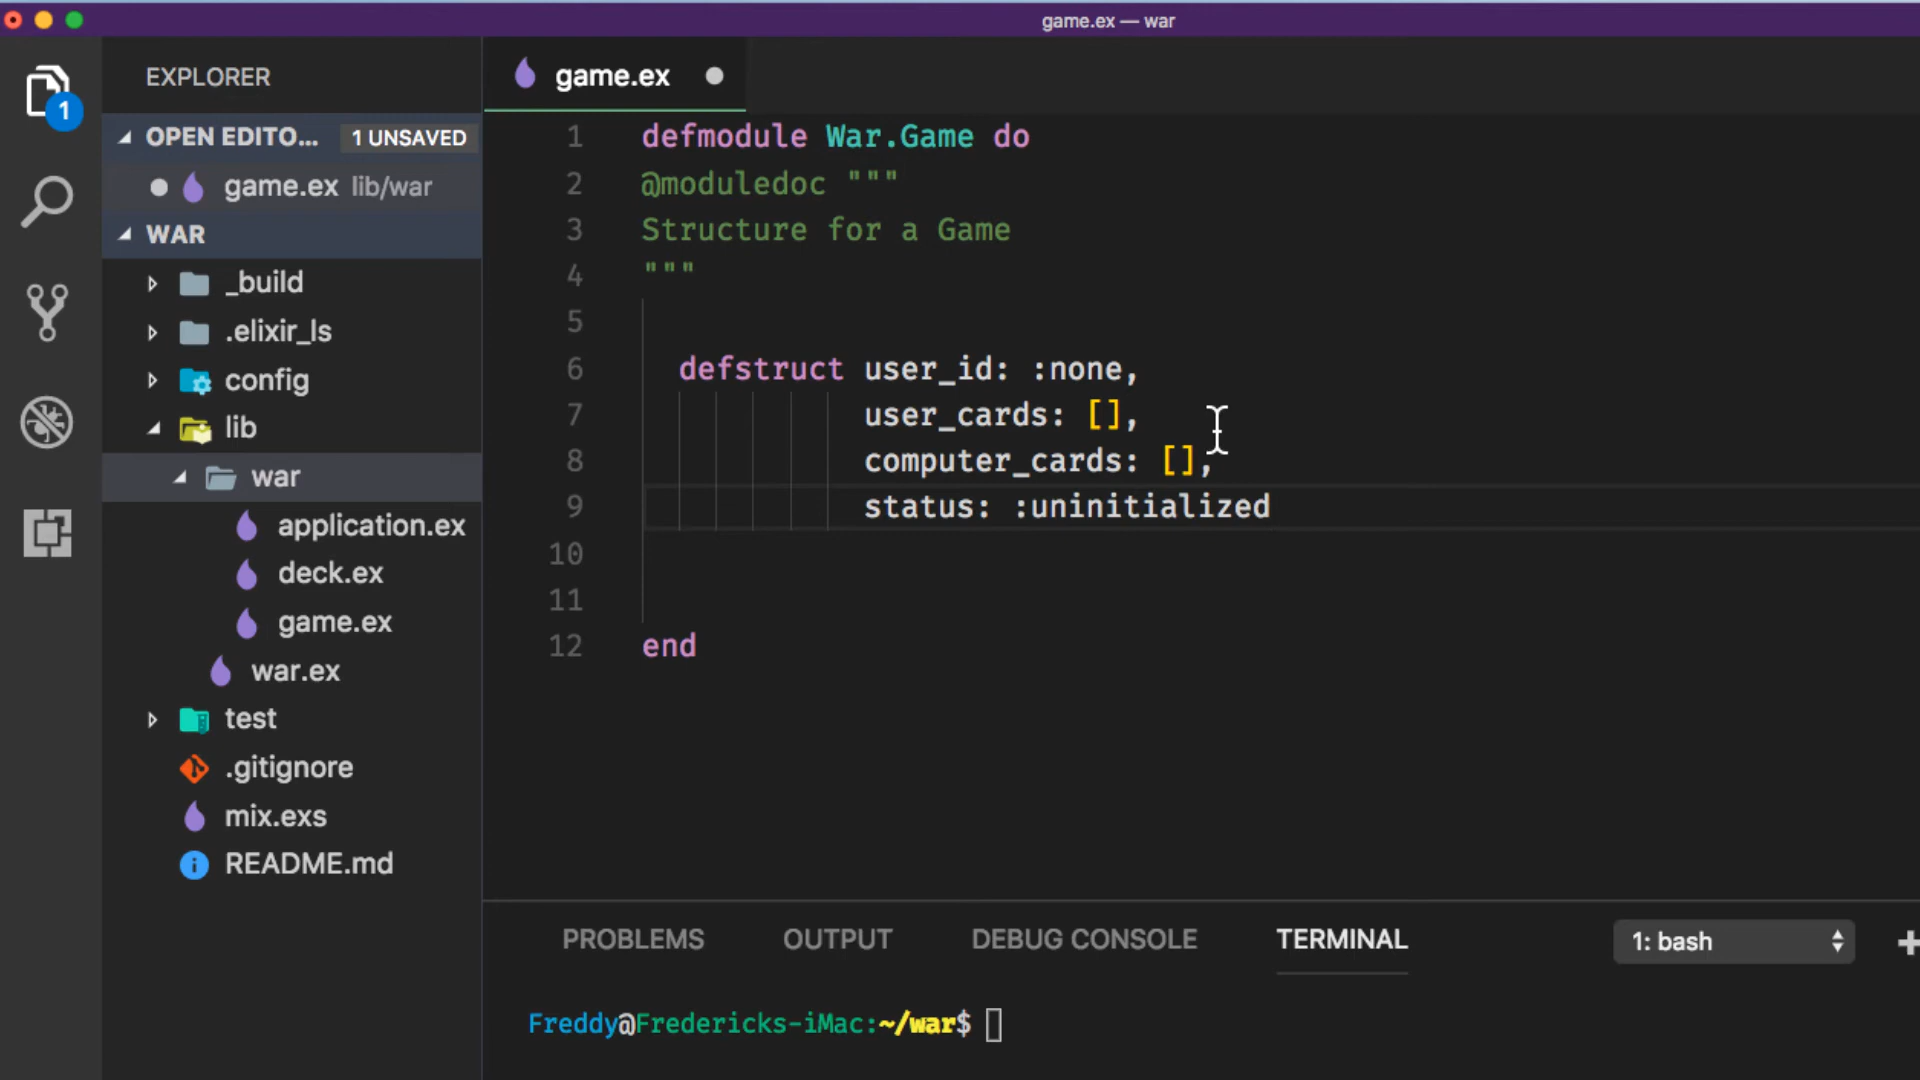 game.ex — war
1
EXPLORER
OPEN EDITO... 1 UNSAVED
game.ex lib/war
WAR
_build
.elixir_ls
config
lib
war
application.ex
deck.ex
game.ex
war.ex
test
.gitignore
mix.exs
README.md
game.ex
1 defmodule War.Game do
2 @moduledoc """
3 Structure for a Game
4 """
5
6 defstruct user_id: :none,
7 user_cards: [],
8 computer_cards: [],
9 status: :uninitialized
10
11
12 end
PROBLEMS OUTPUT DEBUG CONSOLE TERMINAL 1: bash
Freddy@Fredericks-iMac:~/war$